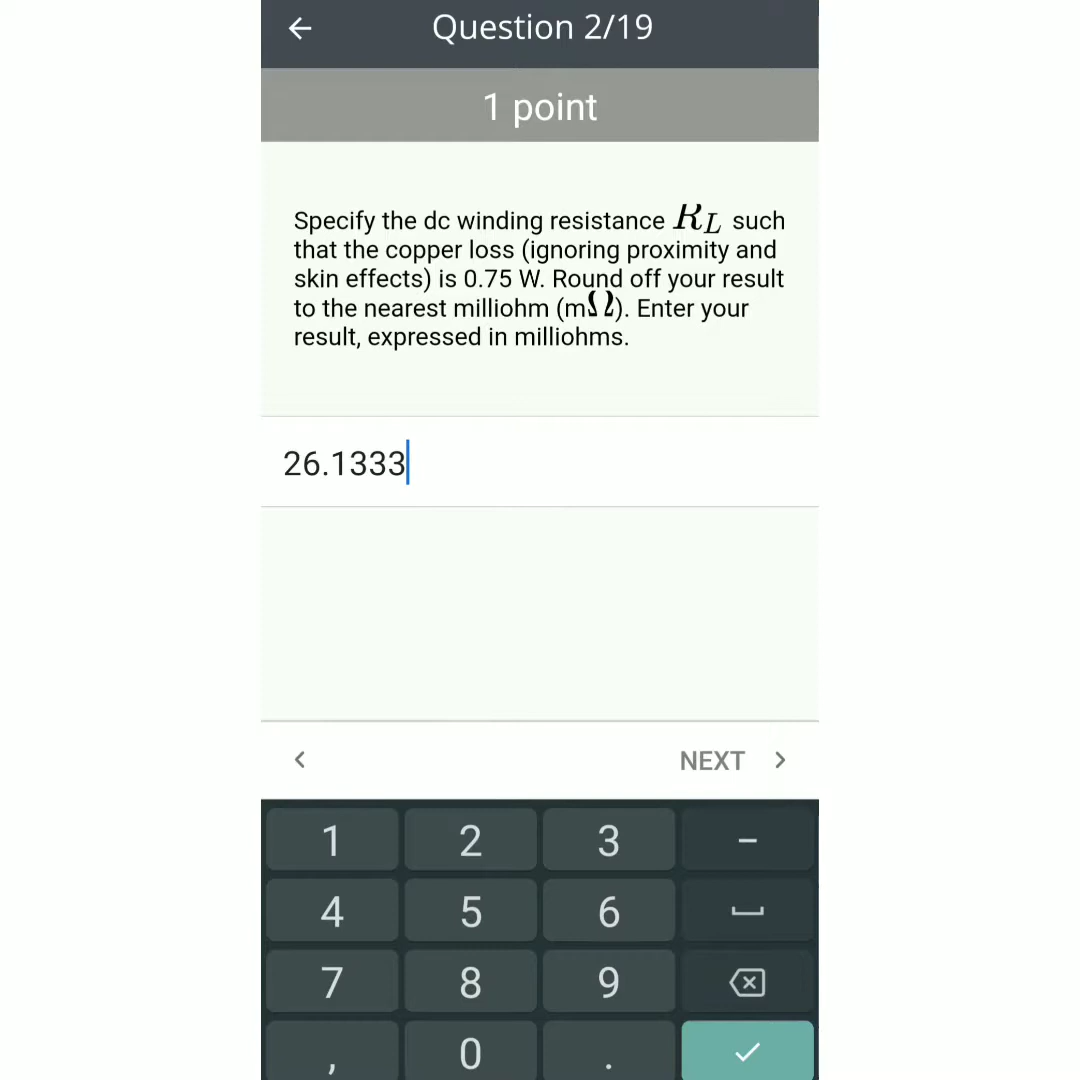 Question 2/19
1 point
Specify the dc winding resistance R_L such
that the copper loss (ignoring proximity and
skin effects) is 0.75 W. Round off your result
to the nearest milliohm (mΩ). Enter your
result, expressed in milliohms.
26.1333
NEXT
1 2 3 –
4 5 6
7 8 9
, 0 .